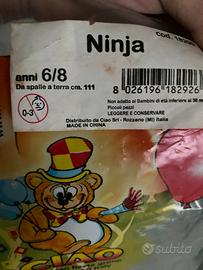 Ninja
anni 6/8
Da spalle a terra cm. 111
8 026196 182926
0-3
Non adatto ai Bambini di età inferiore ai 36 m
Piccoli pezzi
LEGGERE E CONSERVARE
Distribuito da Ciao Srl - Rozzano (MI) Italia
MADE IN CHINA
CIAO
subito